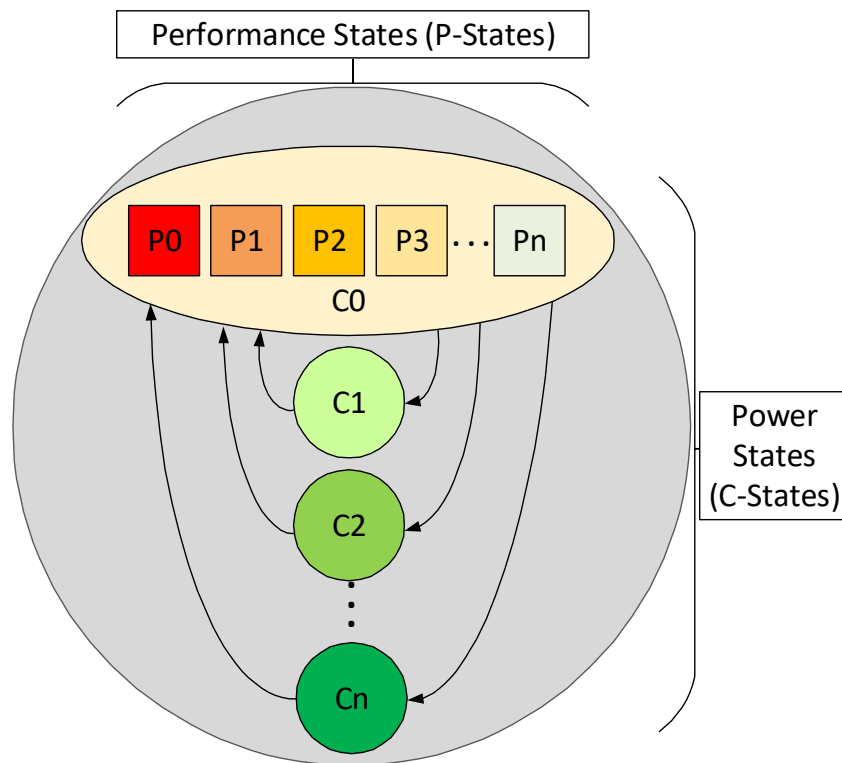 Performance States (P-States)
P0 P1 P2 P3 ... Pn
C0
C1
Power
States
(C-States)
C2
Cn